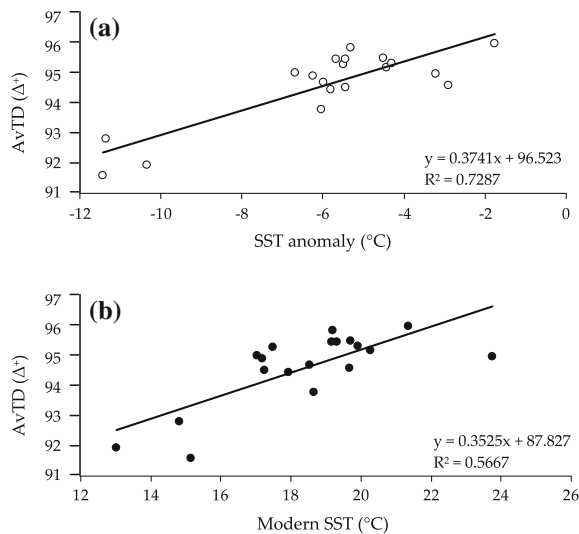 97
(a)
96
95
94
93
92
91
AvTD (Δ⁺)
y = 0.3741x + 96.523
R² = 0.7287
-12 -10 -8 -6 -4 -2 0
SST anomaly (°C)
97
(b)
96
95
94
93
92
91
AvTD (Δ⁺)
y = 0.3525x + 87.827
R² = 0.5667
12 14 16 18 20 22 24 26
Modern SST (°C)